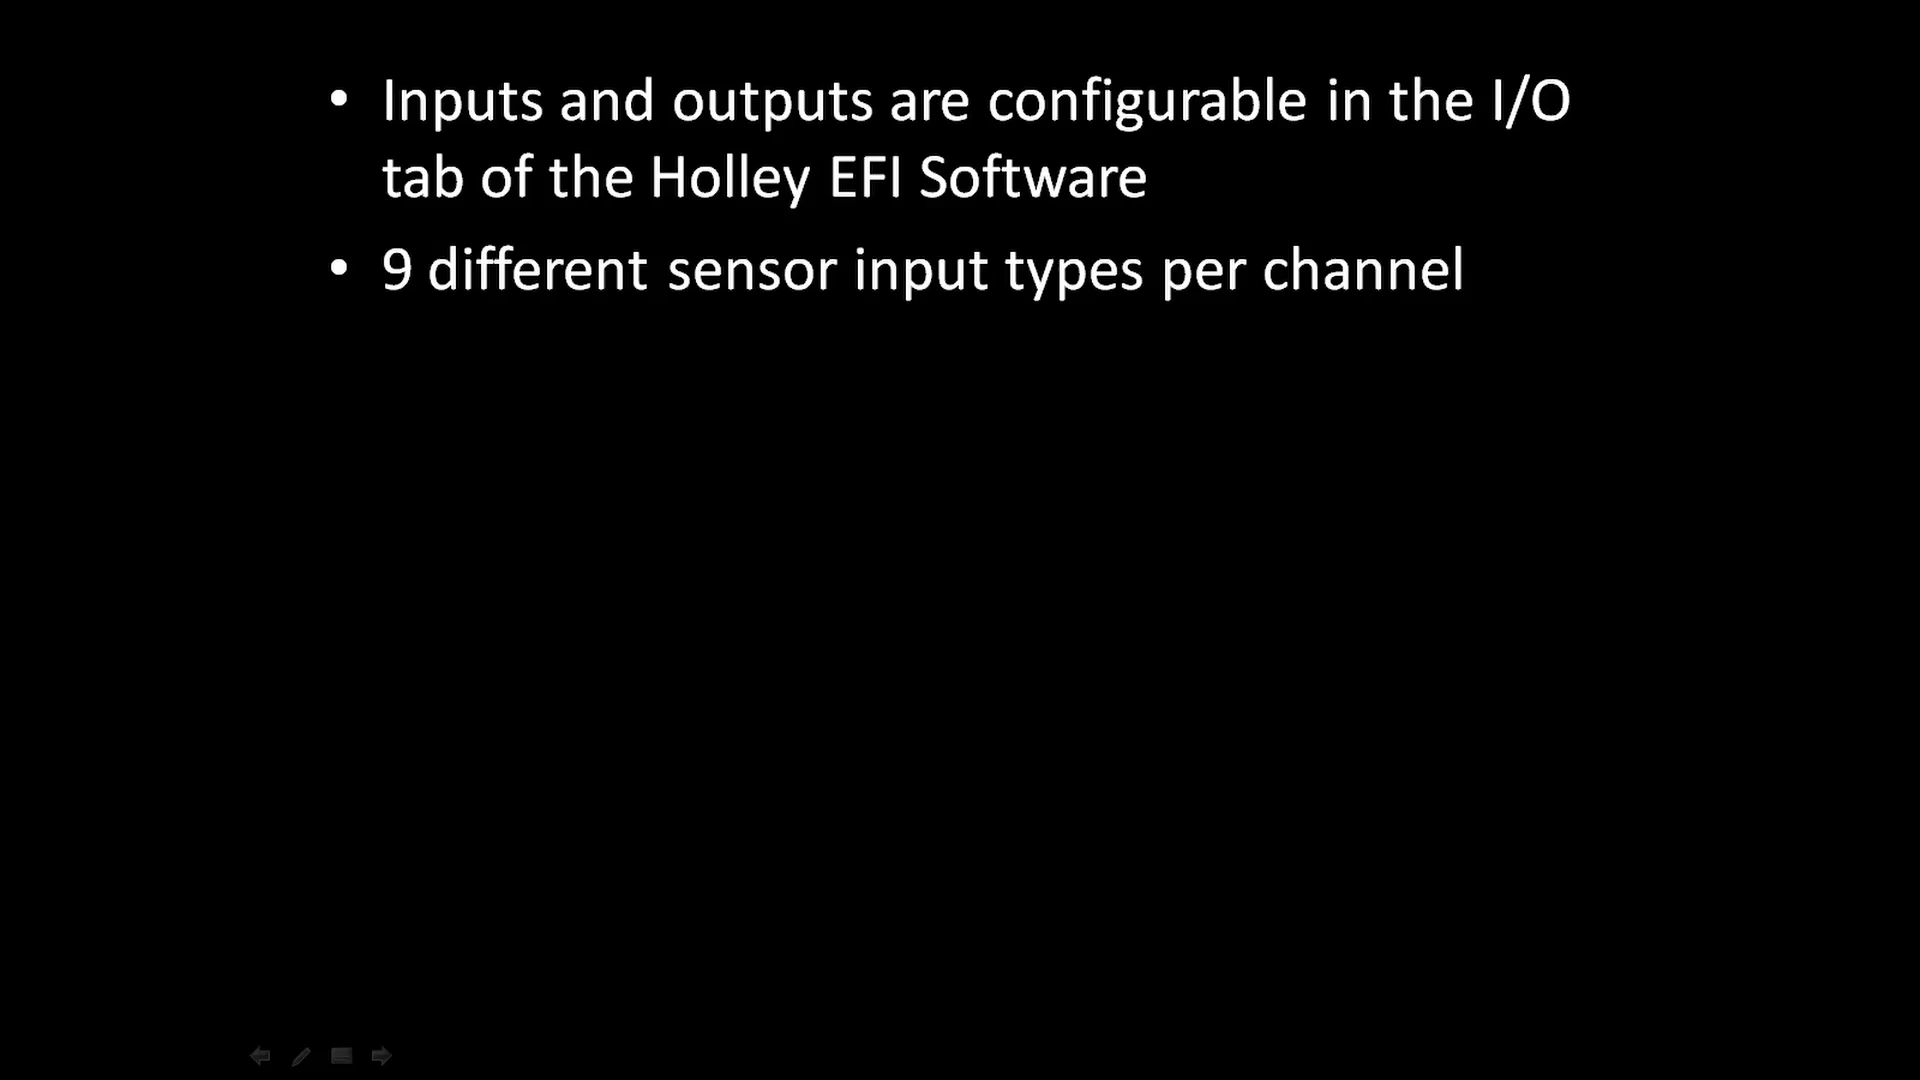 • Inputs and outputs are configurable in the I/O
tab of the Holley EFI Software
• 9 different sensor input types per channel